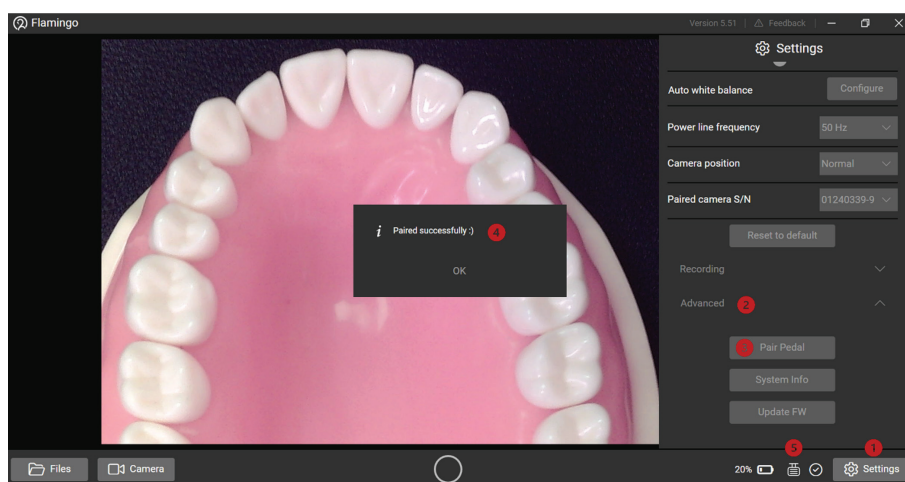 Flamingo
Version 5.51 | Feedback
Settings
Auto white balance Configure
Power line frequency 50 Hz
Camera position Normal
Paired camera S/N 01240339-9
i Paired successfully :) 4
OK
Reset to default
Recording
Advanced 2
Pair Pedal
System Info
Update FW
5 1
Files Camera 20% Settings